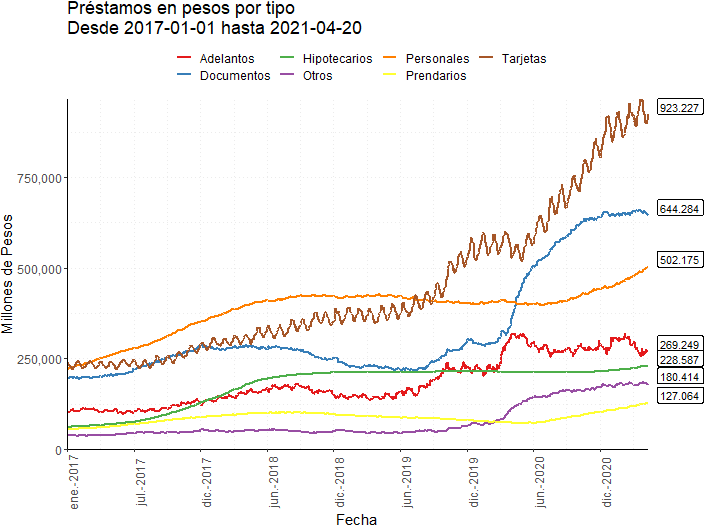 Préstamos en pesos por tipo
Desde 2017-01-01 hasta 2021-04-20
Adelantos Hipotecarios Personales Tarjetas
Documentos Otros Prendarios
Millones de Pesos
750,000
500,000
250,000
0
923.227
644.284
502.175
269.249
228.587
180.414
127.064
ene.-2017
jul.-2017
dic.-2017
jun.-2018
dic.-2018
jun.-2019
dic.-2019
jun.-2020
dic.-2020
Fecha